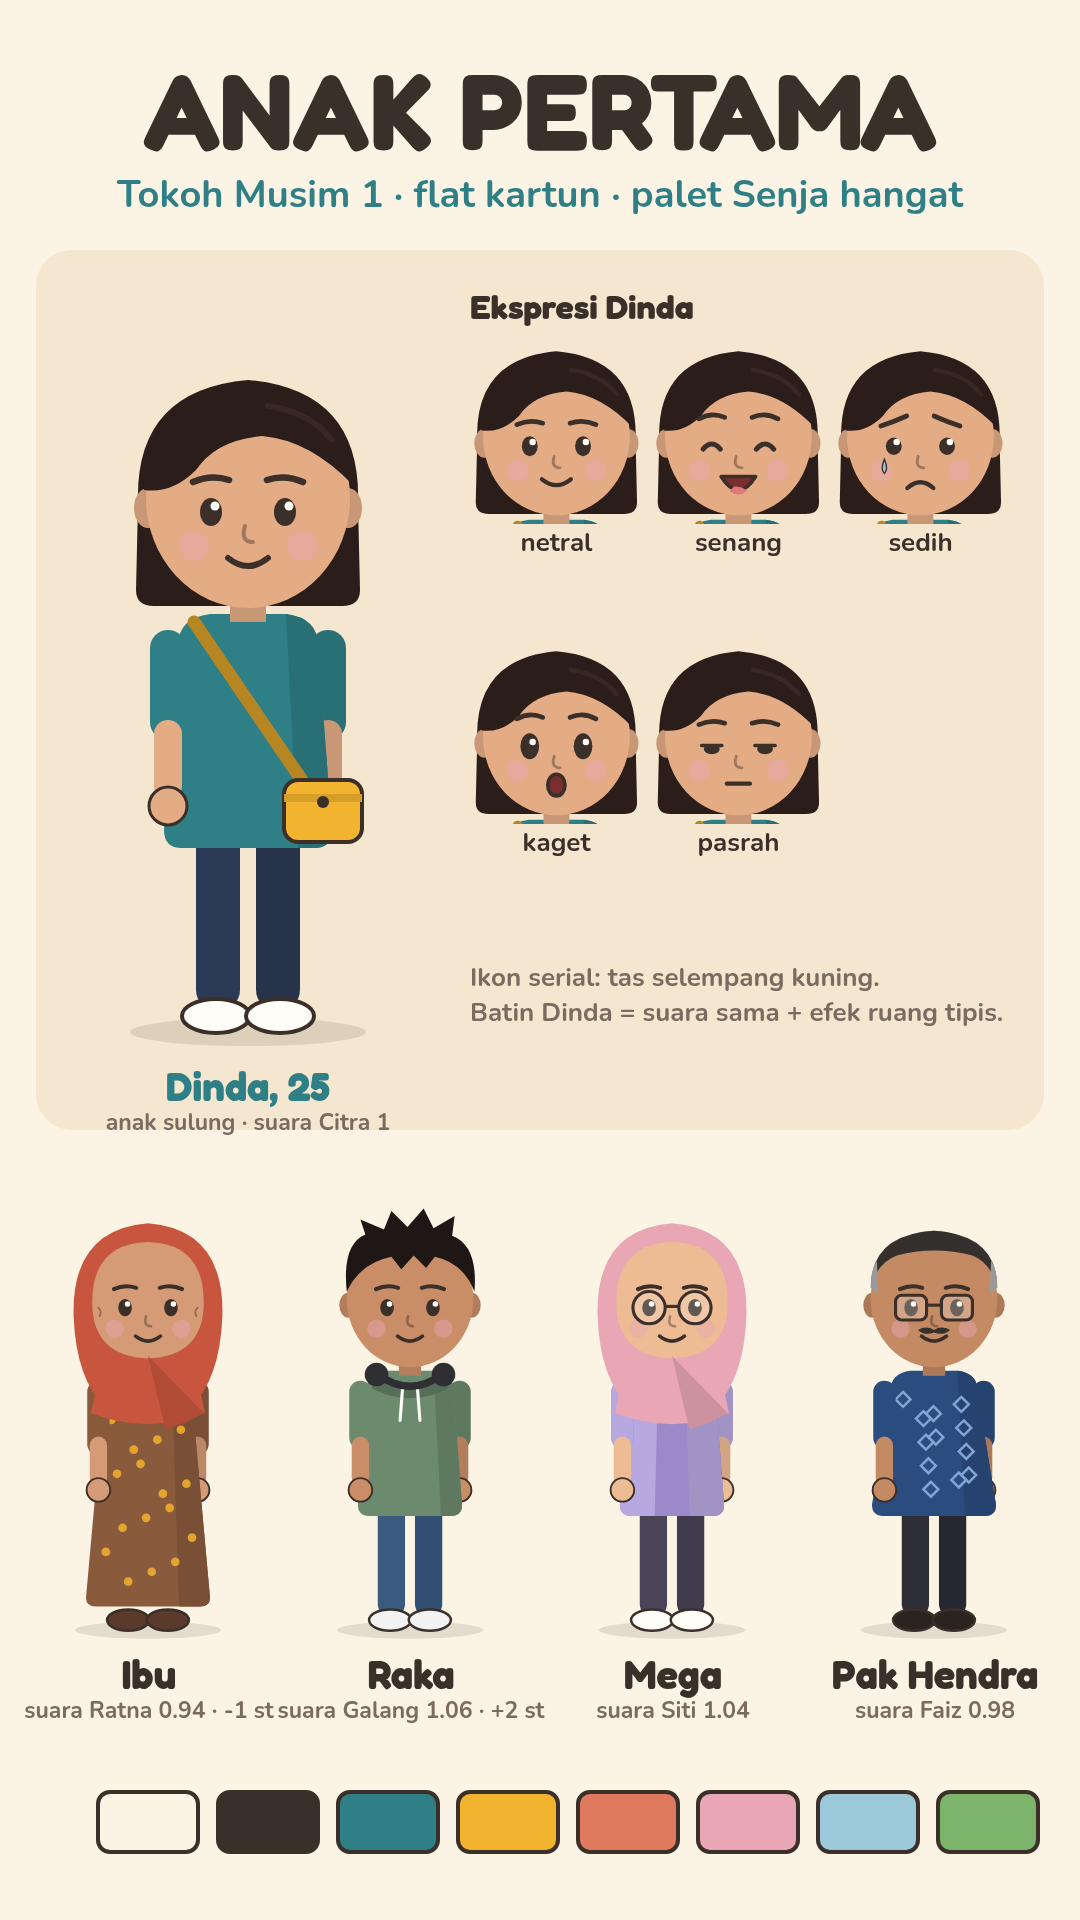 ANAK PERTAMA
Tokoh Musim 1 · flat kartun · palet Senja hangat
Ekspresi Dinda
netral
senang
sedih
kaget
pasrah
Ikon serial: tas selempang kuning.
Batin Dinda = suara sama + efek ruang tipis.
Dinda, 25
anak sulung · suara Citra 1
Ibu
suara Ratna 0.94 · -1 st
Raka
suara Galang 1.06 · +2 st
Mega
suara Siti 1.04
Pak Hendra
suara Faiz 0.98